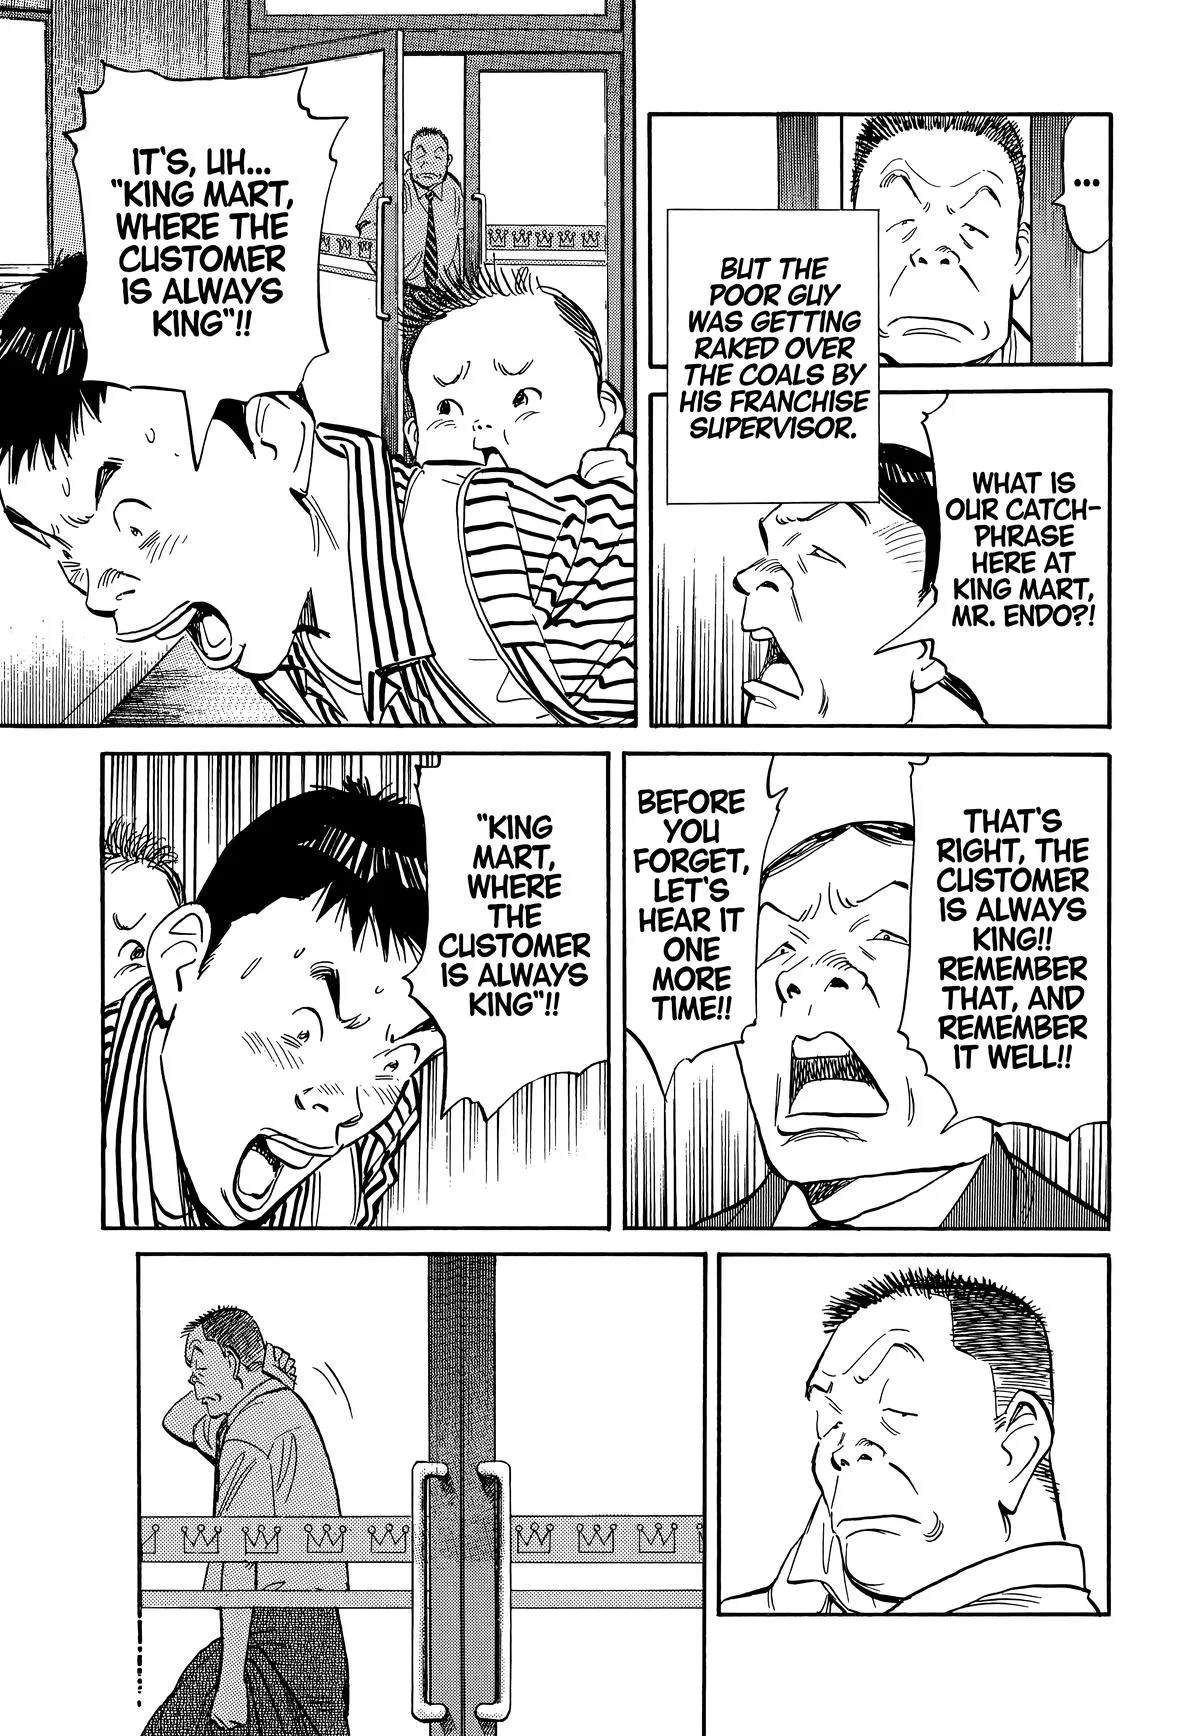 ...
BUT THE
POOR GUY
WAS GETTING
RAKED OVER
THE COALS BY
HIS FRANCHISE
SUPERVISOR.
WHAT IS
OUR CATCH-
PHRASE
HERE AT
KING MART,
MR. ENDO?!
IT'S, UH...
"KING MART,
WHERE THE
CUSTOMER
IS ALWAYS
KING"!!
THAT'S
RIGHT, THE
CUSTOMER
IS ALWAYS
KING!!
REMEMBER
THAT, AND
REMEMBER
IT WELL!!
BEFORE
YOU
FORGET,
LET'S
HEAR IT
ONE
MORE
TIME!!
"KING
MART,
WHERE
THE
CUSTOMER
IS ALWAYS
KING"!!